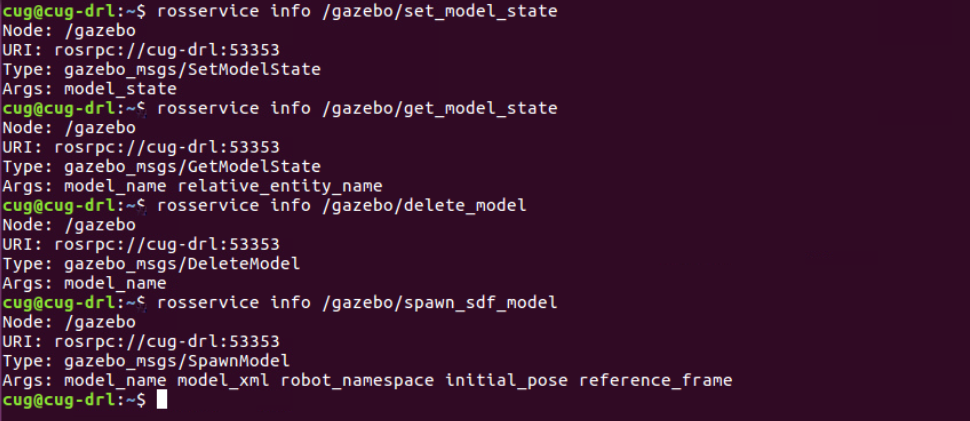 cug@cug-drl:~$ rosservice info /gazebo/set_model_state
Node: /gazebo
URI: rosrpc://cug-drl:53353
Type: gazebo_msgs/SetModelState
Args: model_state
cug@cug-drl:~$ rosservice info /gazebo/get_model_state
Node: /gazebo
URI: rosrpc://cug-drl:53353
Type: gazebo_msgs/GetModelState
Args: model_name relative_entity_name
cug@cug-drl:~$ rosservice info /gazebo/delete_model
Node: /gazebo
URI: rosrpc://cug-drl:53353
Type: gazebo_msgs/DeleteModel
Args: model_name
cug@cug-drl:~$ rosservice info /gazebo/spawn_sdf_model
Node: /gazebo
URI: rosrpc://cug-drl:53353
Type: gazebo_msgs/SpawnModel
Args: model_name model_xml robot_namespace initial_pose reference_frame
cug@cug-drl:~$